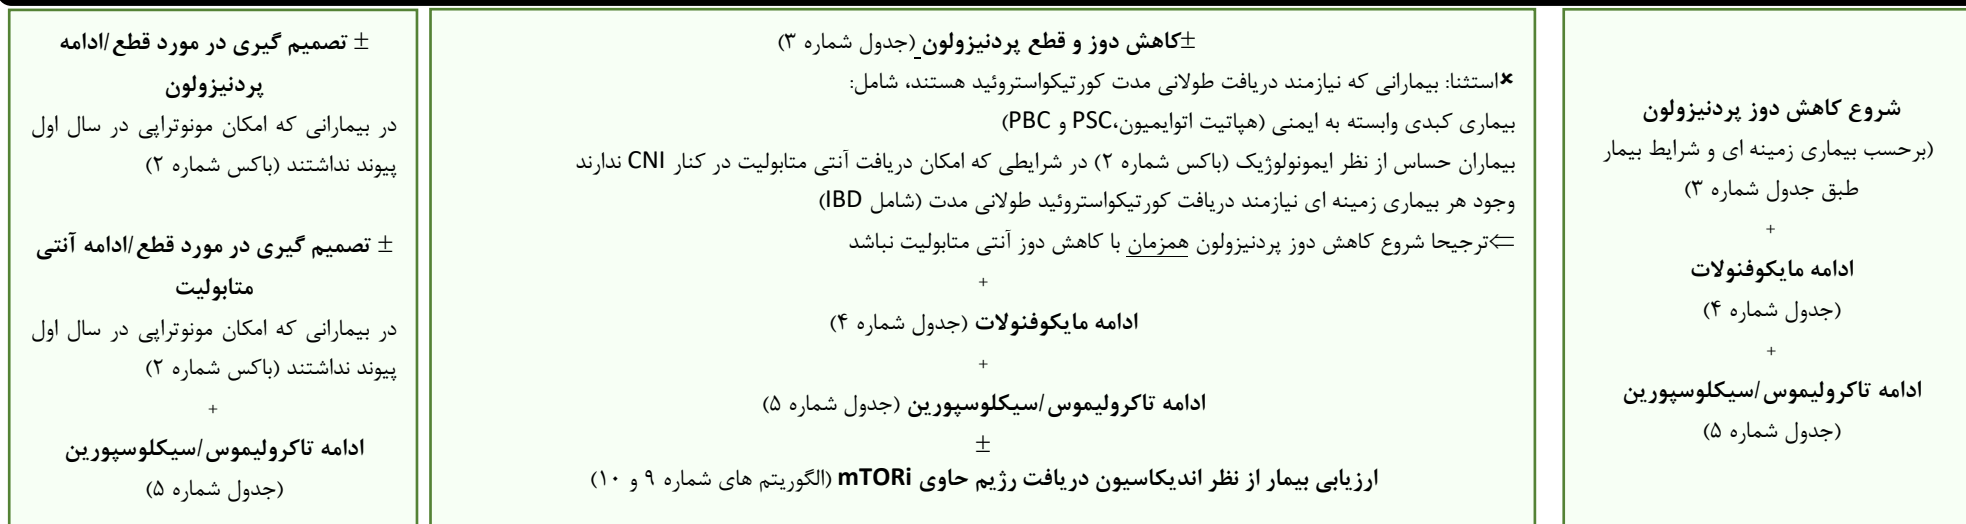 شروع کاهش دوز پردنیزولون
(برحسب بیماری زمینه ای و شرایط بیمار
طبق جدول شماره ۳)
+
ادامه مایکوفنولات
(جدول شماره ۴)
+
ادامه تاکرولیموس/سیکلوسپورین
(جدول شماره ۵)
±کاهش دوز و قطع پردنیزولون (جدول شماره ۳)
×استثنا: بیمارانی که نیازمند دریافت طولانی مدت کورتیکواستروئید هستند، شامل:
بیماری کبدی وابسته به ایمنی (هپاتیت اتوایمیون،PSC و PBC)
بیماران حساس از نظر ایمونولوژیک (باکس شماره ۲) در شرایطی که امکان دریافت آنتی متابولیت در کنار CNI ندارند
وجود هر بیماری زمینه ای نیازمند دریافت کورتیکواستروئید طولانی مدت (شامل IBD)
⇐ترجیحا شروع کاهش دوز پردنیزولون همزمان با کاهش دوز آنتی متابولیت نباشد
+
ادامه مایکوفنولات (جدول شماره ۴)
+
ادامه تاکرولیموس/سیکلوسپورین (جدول شماره ۵)
±
ارزیابی بیمار از نظر اندیکاسیون دریافت رژیم حاوی mTORi (الگوریتم های شماره ۹ و ۱۰)
± تصمیم گیری در مورد قطع/ادامه
پردنیزولون
در بیمارانی که امکان مونوتراپی در سال اول
پیوند نداشتند (باکس شماره ۲)
± تصمیم گیری در مورد قطع/ادامه آنتی
متابولیت
در بیمارانی که امکان مونوتراپی در سال اول
پیوند نداشتند (باکس شماره ۲)
+
ادامه تاکرولیموس/سیکلوسپورین
(جدول شماره ۵)